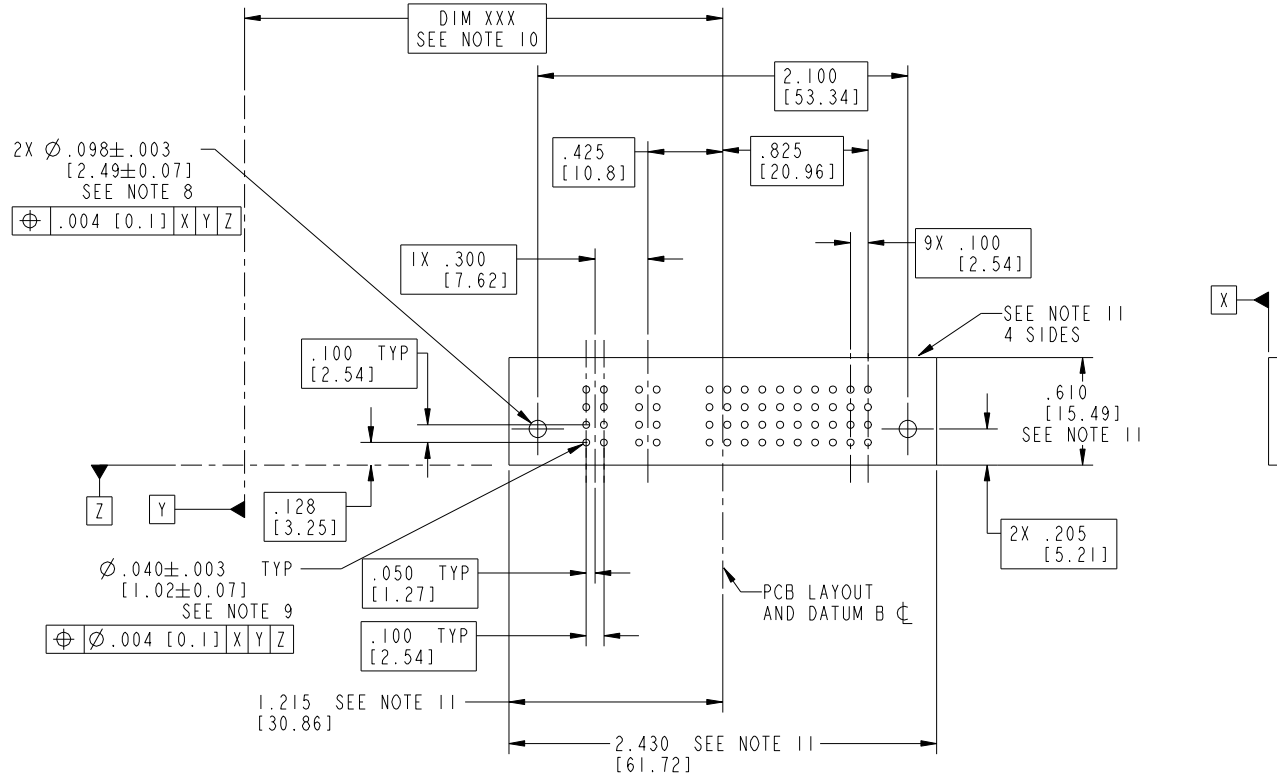 DIM XXX
SEE NOTE 10
2.100
[53.34]
2X Ø .098±.003
[2.49±0.07]
SEE NOTE 8
⌖ .004 [0.1] X Y Z
.425
[10.8]
.825
[20.96]
1X .300
[7.62]
9X .100
[2.54]
X
SEE NOTE 11
4 SIDES
.100 TYP
[2.54]
.610
[15.49]
SEE NOTE 11
Z
Y
.128
[3.25]
2X .205
[5.21]
Ø .040±.003 TYP
[1.02±0.07]
SEE NOTE 9
⌖ Ø .004 [0.1] X Y Z
.050 TYP
[1.27]
PCB LAYOUT
AND DATUM B ℄
.100 TYP
[2.54]
1.215 SEE NOTE 11
[30.86]
2.430 SEE NOTE 11
[61.72]